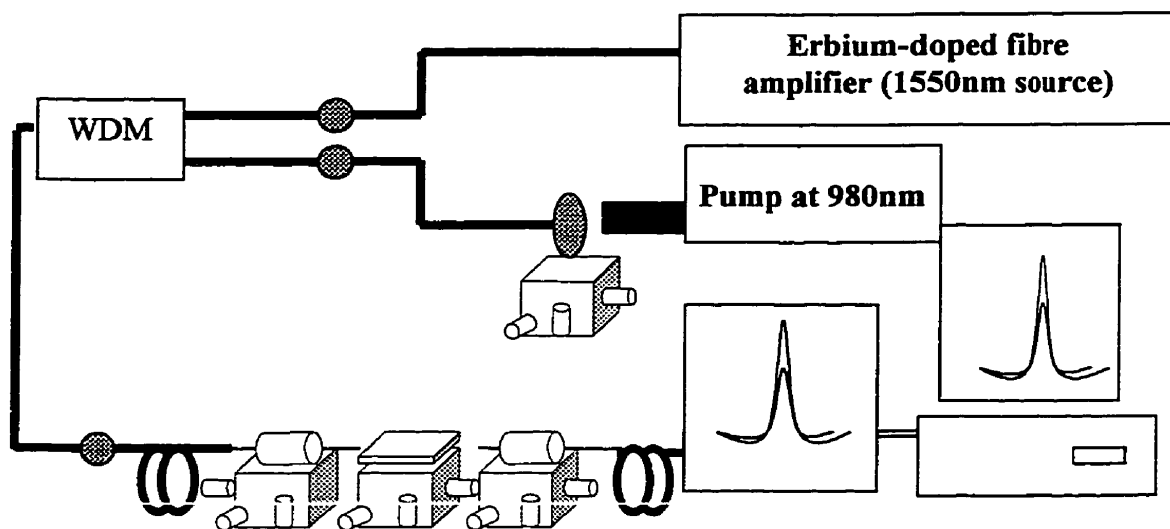 Erbium-doped fibre
amplifier (1550nm source)
WDM
Pump at 980nm